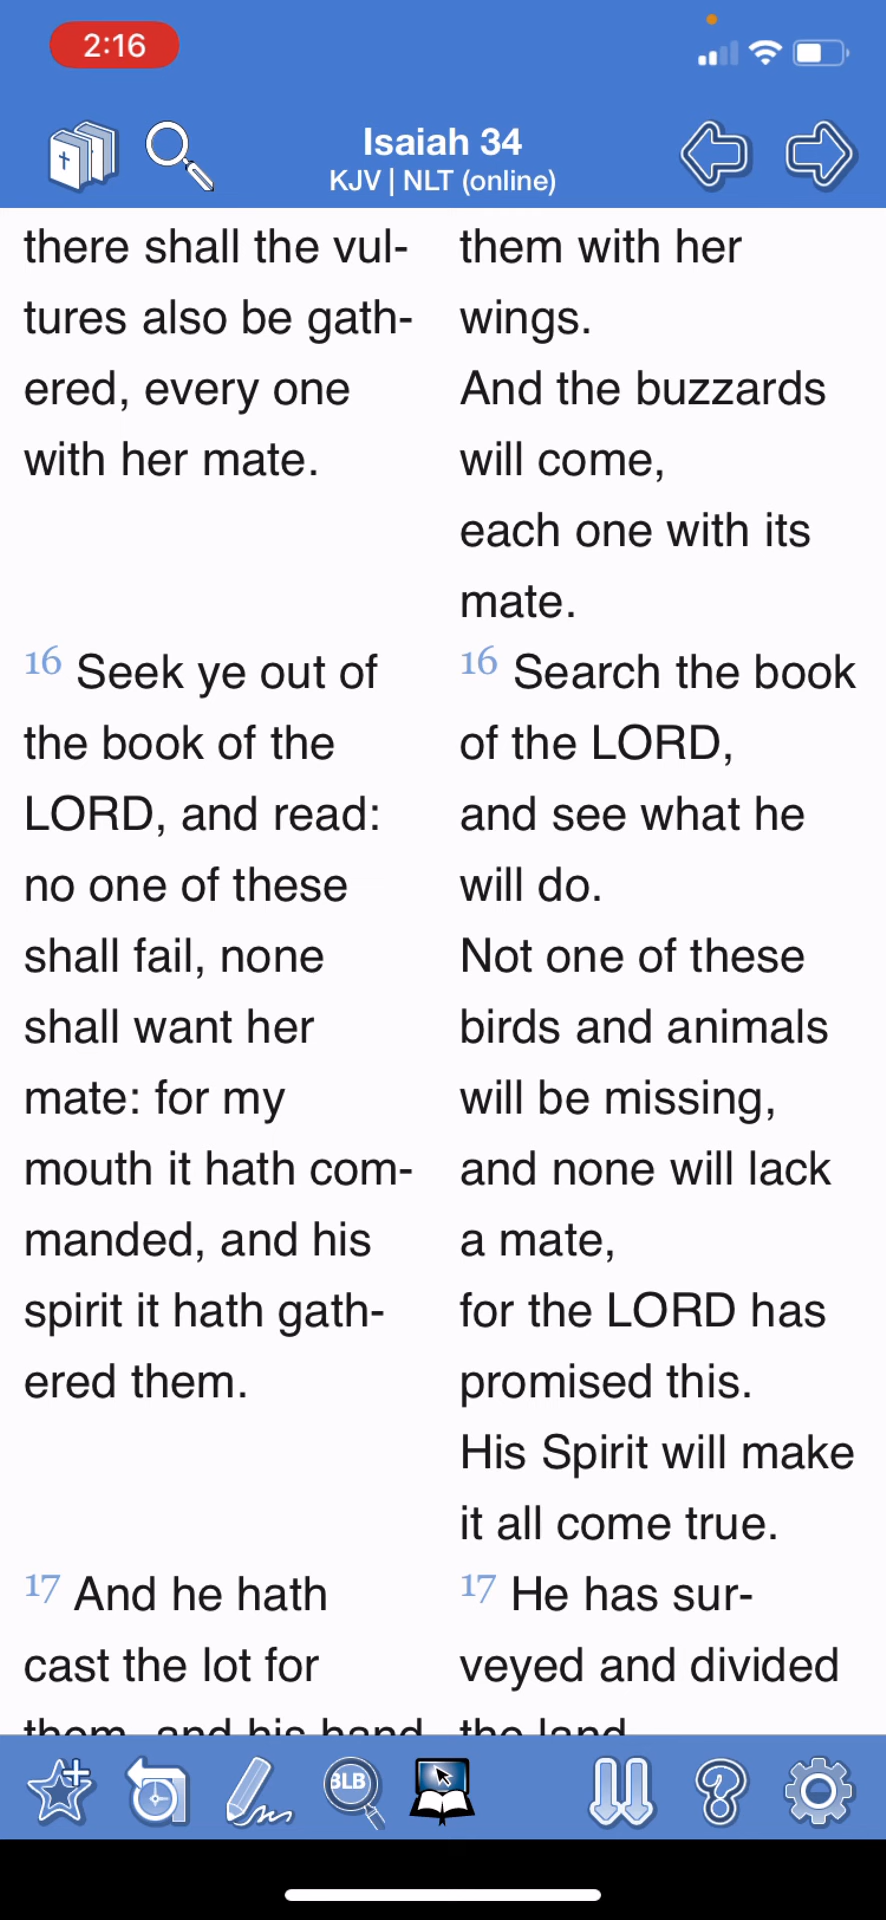 2:16
Isaiah 34
KJV | NLT (online)
there shall the vul-
tures also be gath-
ered, every one
with her mate.
16 Seek ye out of
the book of the
LORD, and read:
no one of these
shall fail, none
shall want her
mate: for my
mouth it hath com-
manded, and his
spirit it hath gath-
ered them.
17 And he hath
cast the lot for
them, and his hand
them with her
wings.
And the buzzards
will come,
each one with its
mate.
16 Search the book
of the LORD,
and see what he
will do.
Not one of these
birds and animals
will be missing,
and none will lack
a mate,
for the LORD has
promised this.
His Spirit will make
it all come true.
17 He has sur-
veyed and divided
the land
BLB